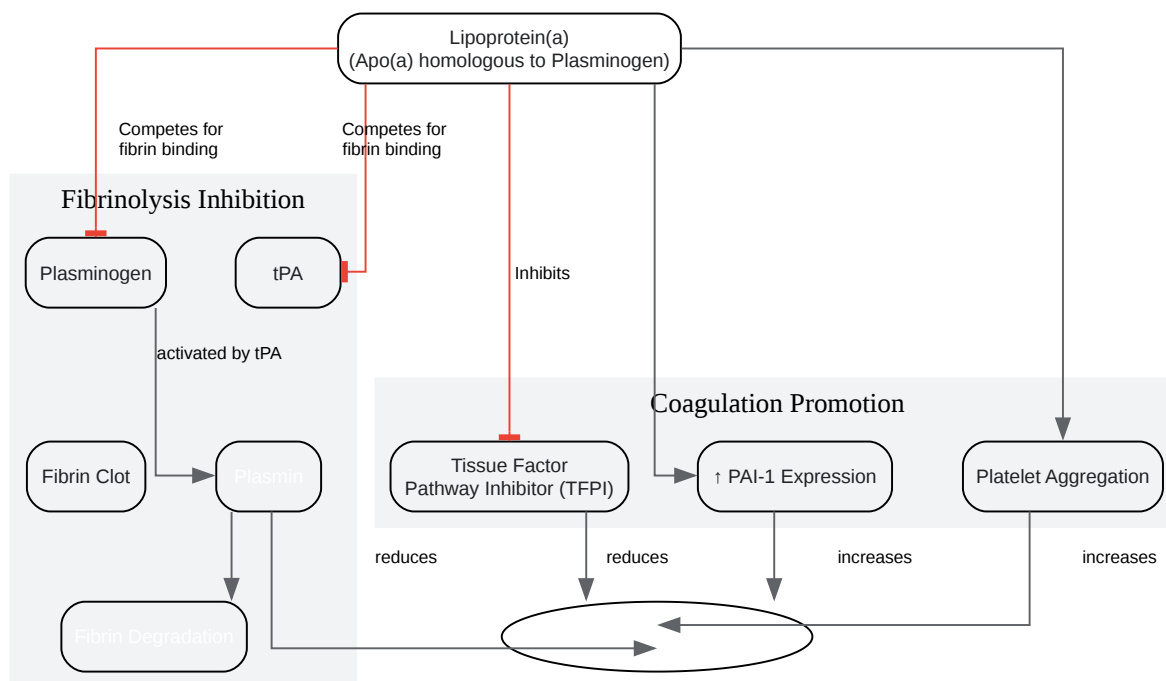 Lipoprotein(a)
(Apo(a) homologous to Plasminogen)
Competes for
fibrin binding
Competes for
fibrin binding
Fibrinolysis Inhibition
Plasminogen
tPA
Inhibits
activated by tPA
Coagulation Promotion
Fibrin Clot
Plasmin
Tissue Factor
Pathway Inhibitor (TFPI)
↑ PAI-1 Expression
Platelet Aggregation
reduces
reduces
increases
increases
Fibrin Degradation